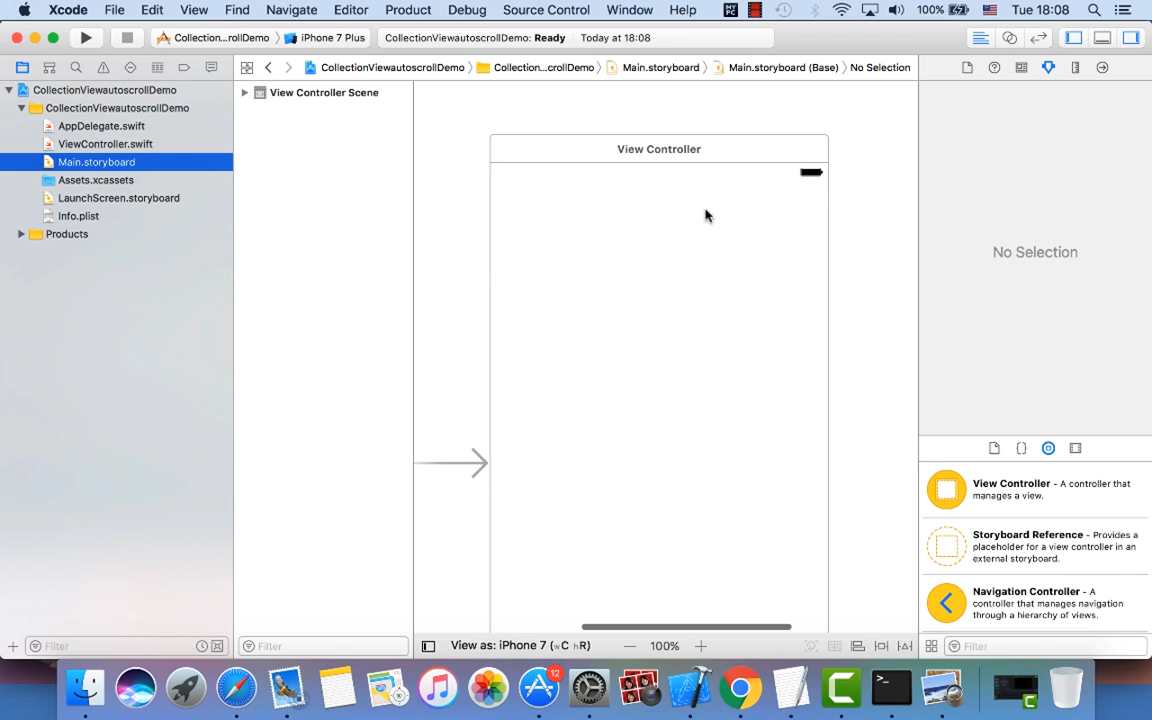 Xcode File Edit View Find Navigate Editor Product Debug Source Control Window Help MY PC 100% Tue 18:08
Collection...rollDemo iPhone 7 Plus CollectionViewautoscrollDemo: Ready Today at 18:08
CollectionViewautoscrollDemo Collection...crollDemo Main.storyboard Main.storyboard (Base) No Selection
CollectionViewautoscrollDemo
CollectionViewautoscrollDemo
AppDelegate.swift
ViewController.swift
Main.storyboard
Assets.xcassets
LaunchScreen.storyboard
Info.plist
Products
View Controller Scene
View Controller
No Selection
View Controller - A controller that
manages a view.
Storyboard Reference - Provides a
placeholder for a view controller in an
external storyboard.
Navigation Controller - A
controller that manages navigation
through a hierarchy of views.
Filter
Filter
View as: iPhone 7 (wC hR) — 100% +
Filter
12